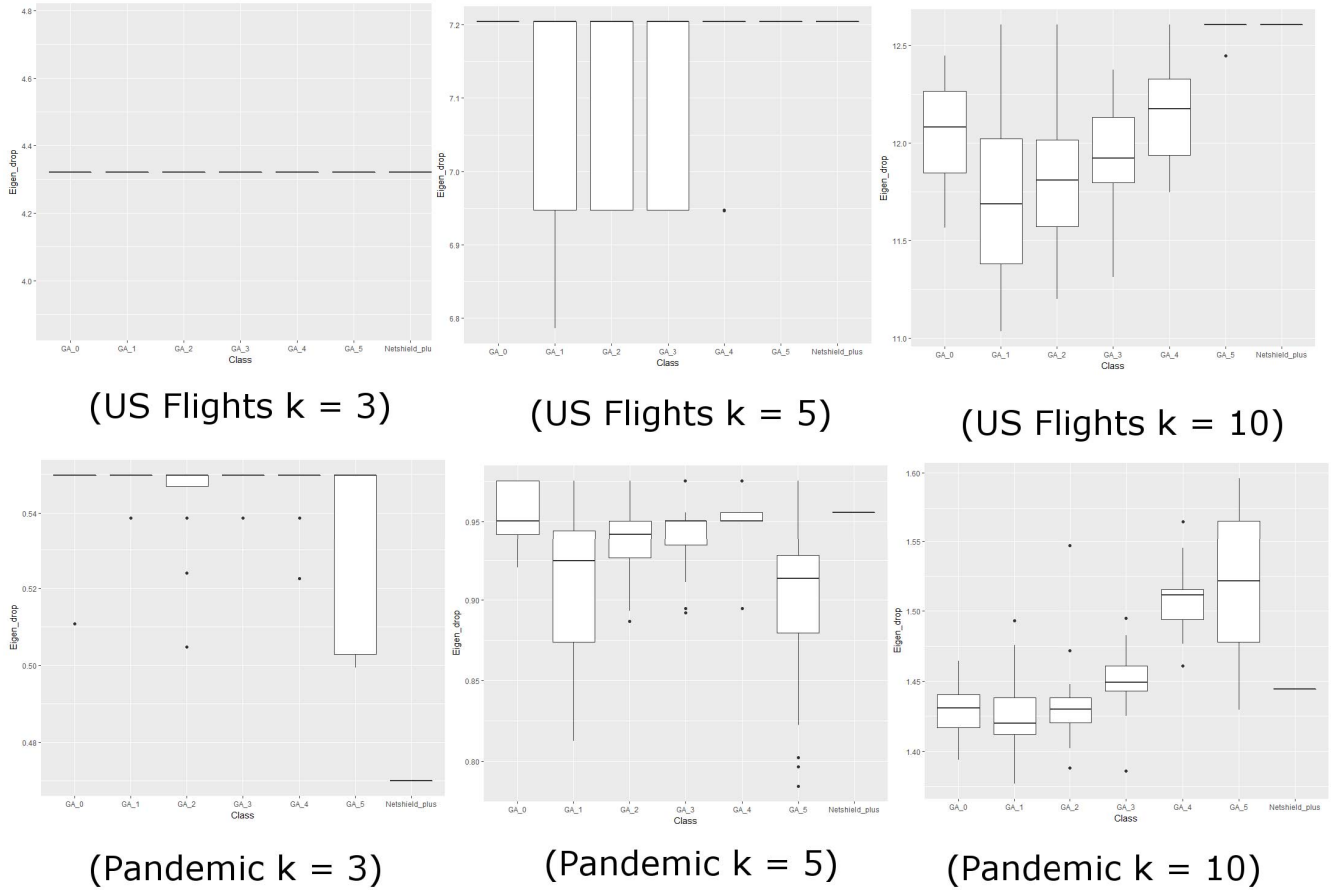 4.8
4.6
4.4
4.2
4.0
Eigen_drop
GA_0 GA_1 GA_2 GA_3 GA_4 GA_5 Netshield_plu
Class
(US Flights k = 3)
7.2
7.1
7.0
6.9
6.8
Eigen_drop
GA_0 GA_1 GA_2 GA_3 GA_4 GA_5 Netshield_plus
Class
(US Flights k = 5)
12.5
12.0
11.5
11.0
Eigen_drop
GA_0 GA_1 GA_2 GA_3 GA_4 GA_5 Netshield_plus
Class
(US Flights k = 10)
0.54
0.52
0.50
0.48
Eigen_drop
GA_0 GA_1 GA_2 GA_3 GA_4 GA_5 Netshield_plus
Class
(Pandemic k = 3)
0.95
0.90
0.85
0.80
Eigen_drop
GA_0 GA_1 GA_2 GA_3 GA_4 GA_5 Netshield_plus
Class
(Pandemic k = 5)
1.60
1.55
1.50
1.45
1.40
Eigen_drop
GA_0 GA_1 GA_2 GA_3 GA_4 GA_5 Netshield_plus
Class
(Pandemic k = 10)